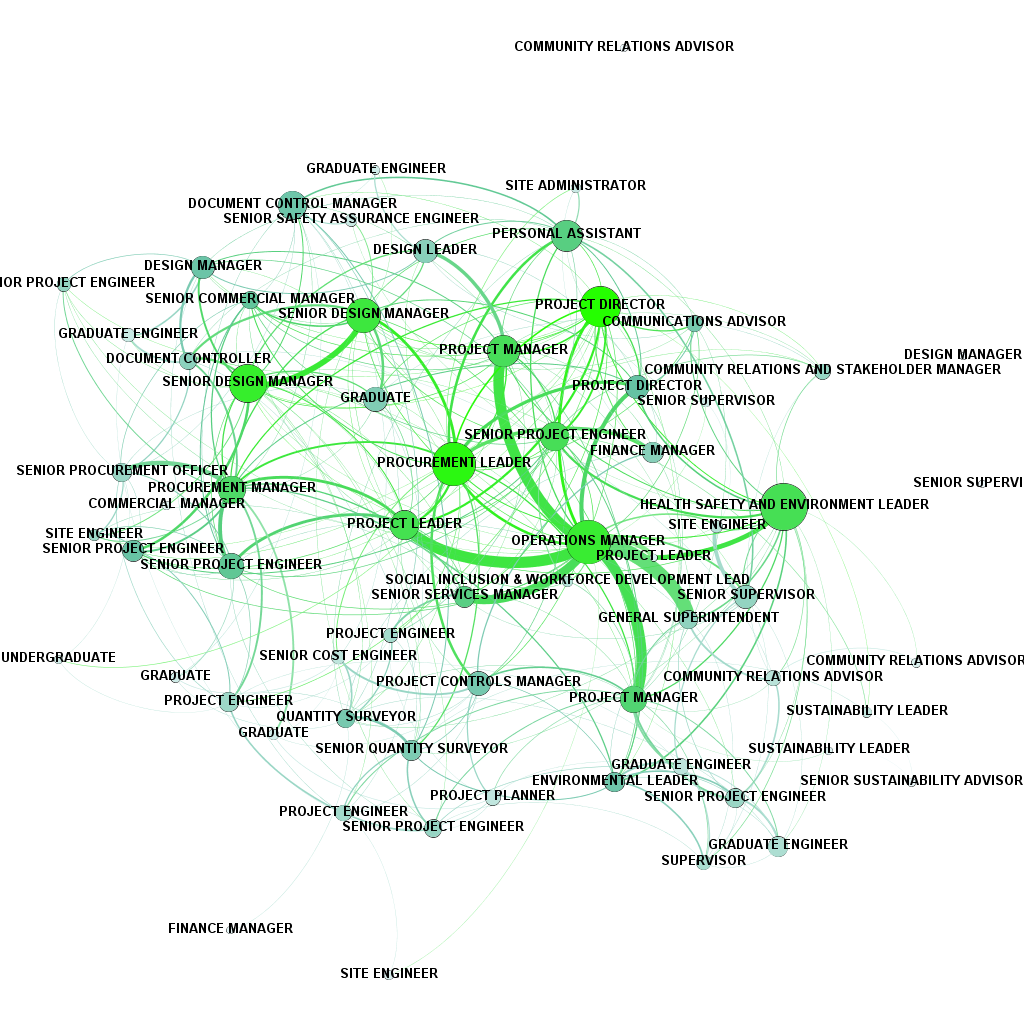 COMMUNITY RELATIONS ADVISOR
GRADUATE ENGINEER
SITE ADMINISTRATOR
DOCUMENT CONTROL MANAGER
SENIOR SAFETY ASSURANCE ENGINEER
PERSONAL ASSISTANT
DESIGN LEADER
DESIGN MANAGER
IOR PROJECT ENGINEER
SENIOR COMMERCIAL MANAGER
PROJECT DIRECTOR
SENIOR DESIGN MANAGER
COMMUNICATIONS ADVISOR
GRADUATE ENGINEER
PROJECT MANAGER
DESIGN MANAGER
DOCUMENT CONTROLLER
COMMUNITY RELATIONS AND STAKEHOLDER MANAGER
SENIOR DESIGN MANAGER
PROJECT DIRECTOR
GRADUATE
SENIOR SUPERVISOR
SENIOR PROJECT ENGINEER
FINANCE MANAGER
PROCUREMENT LEADER
SENIOR PROCUREMENT OFFICER
SENIOR SUPERVI
PROCUREMENT MANAGER
COMMERCIAL MANAGER
HEALTH SAFETY AND ENVIRONMENT LEADER
PROJECT LEADER
SITE ENGINEER
SITE ENGINEER
OPERATIONS MANAGER
SENIOR PROJECT ENGINEER
PROJECT LEADER
SENIOR PROJECT ENGINEER
SOCIAL INCLUSION & WORKFORCE DEVELOPMENT LEAD
SENIOR SERVICES MANAGER
SENIOR SUPERVISOR
GENERAL SUPERINTENDENT
PROJECT ENGINEER
SENIOR COST ENGINEER
UNDERGRADUATE
COMMUNITY RELATIONS ADVISOR
GRADUATE
COMMUNITY RELATIONS ADVISOR
PROJECT CONTROLS MANAGER
PROJECT MANAGER
PROJECT ENGINEER
SUSTAINABILITY LEADER
QUANTITY SURVEYOR
GRADUATE
SENIOR QUANTITY SURVEYOR
SUSTAINABILITY LEADER
GRADUATE ENGINEER
ENVIRONMENTAL LEADER
SENIOR SUSTAINABILITY ADVISOR
PROJECT PLANNER
SENIOR PROJECT ENGINEER
PROJECT ENGINEER
SENIOR PROJECT ENGINEER
GRADUATE ENGINEER
SUPERVISOR
FINANCE MANAGER
SITE ENGINEER